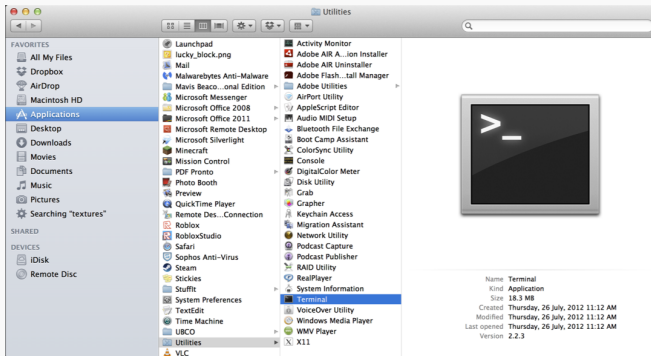 Utilities
FAVORITES
All My Files
Dropbox
AirDrop
Macintosh HD
Applications
Desktop
Downloads
Movies
Documents
Music
Pictures
Searching "textures"
SHARED
DEVICES
iDisk
Remote Disc
Launchpad
lucky_block.png
Mail
Malwarebytes Anti-Malware
Mavis Beaco...onal Edition
Microsoft Messenger
Microsoft Office 2008
Microsoft Office 2011
Microsoft Remote Desktop
Microsoft Silverlight
Minecraft
Mission Control
PDF Pronto
Photo Booth
Preview
QuickTime Player
Remote Des...Connection
Roblox
RobloxStudio
Safari
Sophos Anti-Virus
Steam
Stickies
StuffIt
System Preferences
TextEdit
Time Machine
UBCO
Utilities
VLC
Activity Monitor
Adobe AIR A...ion Installer
Adobe AIR Uninstaller
Adobe Flash...tall Manager
Adobe Utilities
AirPort Utility
AppleScript Editor
Audio MIDI Setup
Bluetooth File Exchange
Boot Camp Assistant
ColorSync Utility
Console
DigitalColor Meter
Disk Utility
Grab
Grapher
Keychain Access
Migration Assistant
Network Utility
Podcast Capture
Podcast Publisher
RAID Utility
RealPlayer
System Information
Terminal
VoiceOver Utility
Windows Media Player
WMV Player
X11
>_
Name Terminal
Kind Application
Size 18.3 MB
Created Thursday, 26 July, 2012 11:12 AM
Modified Thursday, 26 July, 2012 11:12 AM
Last opened Thursday, 26 July, 2012 11:12 AM
Version 2.2.3